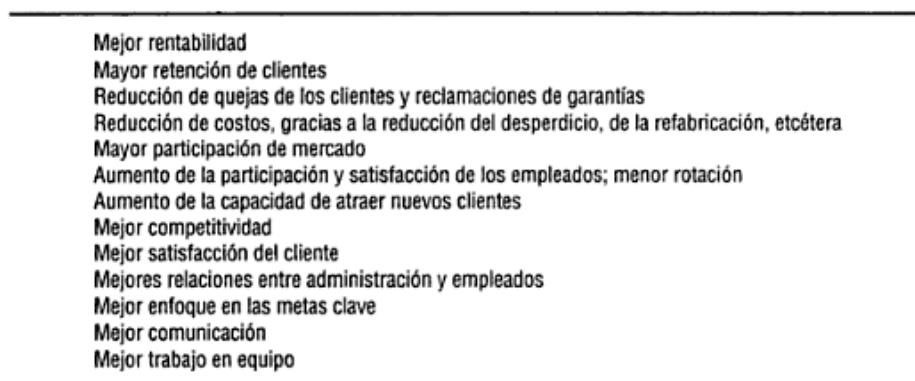 Mejor rentabilidad
Mayor retención de clientes
Reducción de quejas de los clientes y reclamaciones de garantías
Reducción de costos, gracias a la reducción del desperdicio, de la refabricación, etcétera
Mayor participación de mercado
Aumento de la participación y satisfacción de los empleados; menor rotación
Aumento de la capacidad de atraer nuevos clientes
Mejor competitividad
Mejor satisfacción del cliente
Mejores relaciones entre administración y empleados
Mejor enfoque en las metas clave
Mejor comunicación
Mejor trabajo en equipo